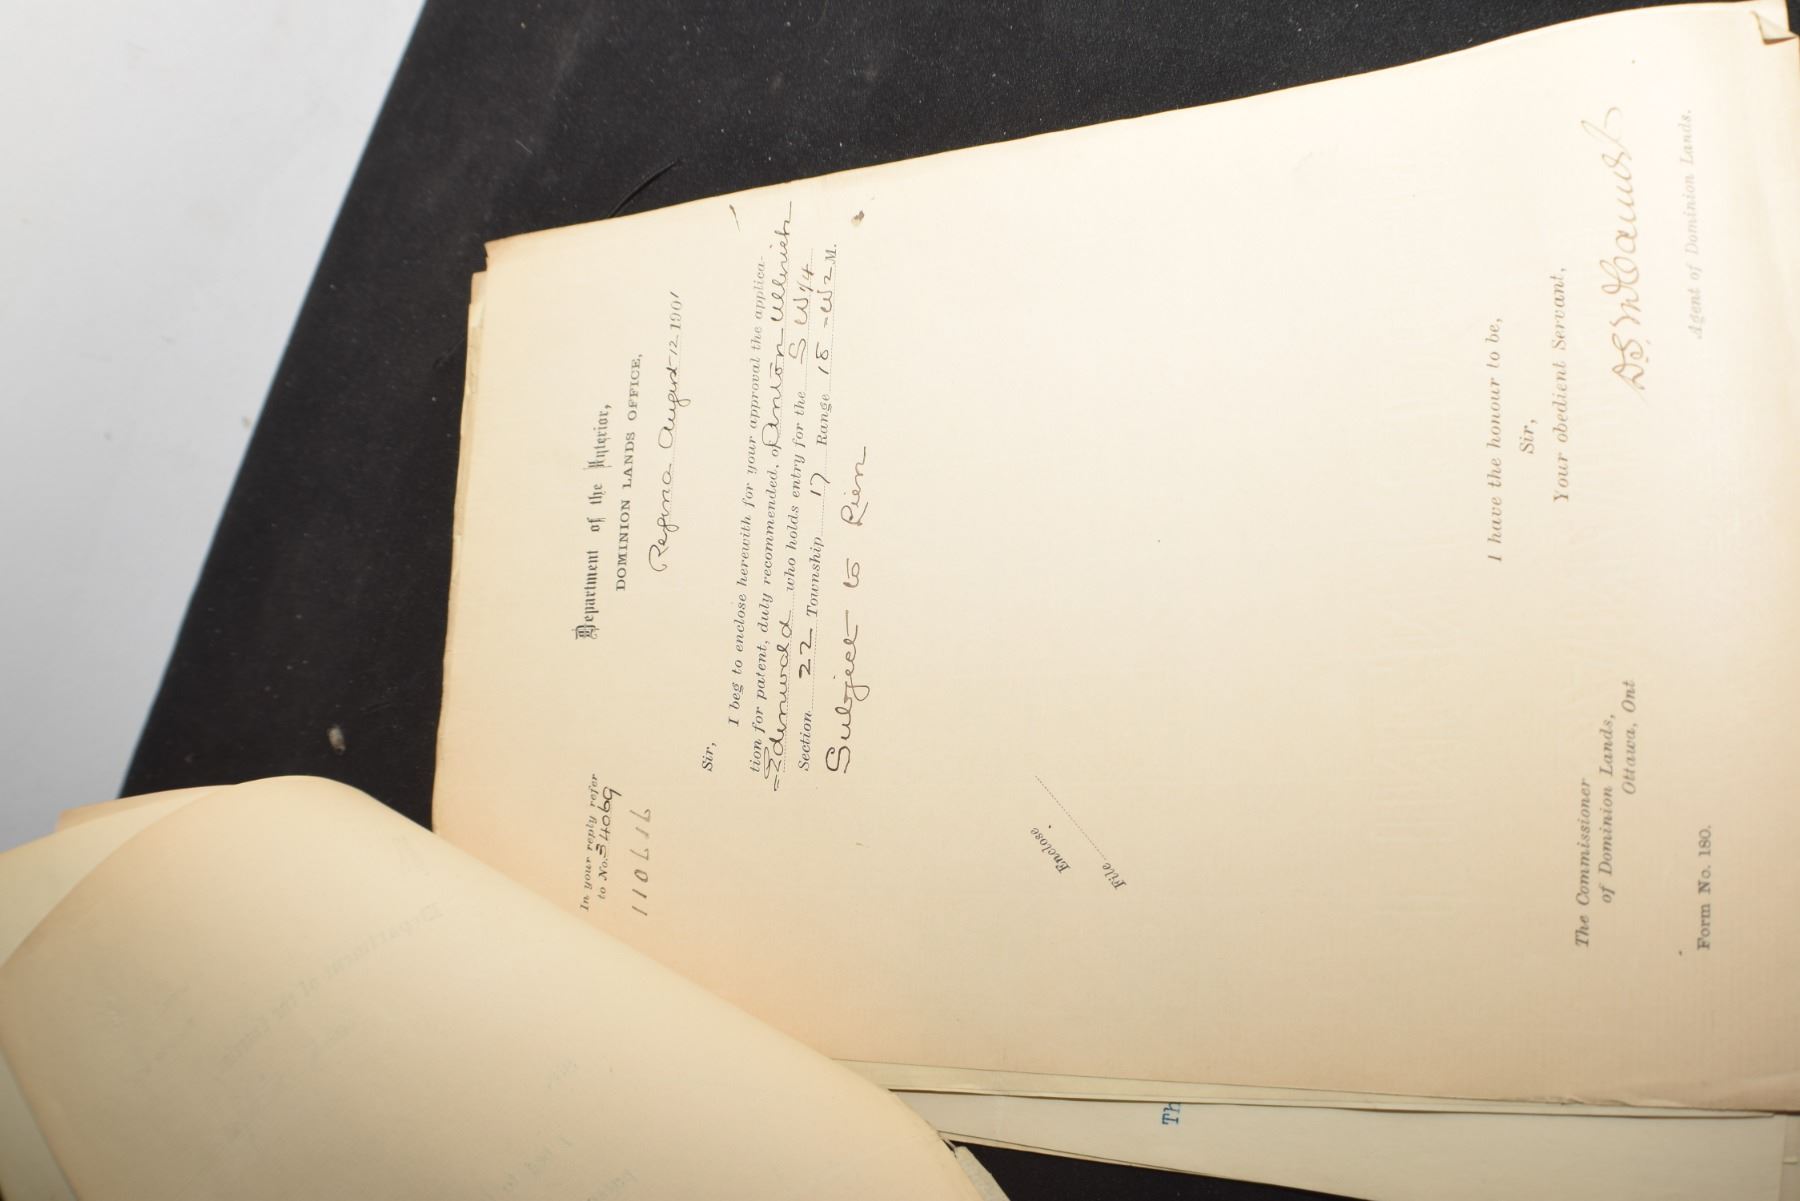 Department of the Interior,
DOMINION LANDS OFFICE,
Regina August 12 1901
In your reply refer
to No. 34069
110616
Sir,
I beg to enclose herewith for your approval the applica-
tion for patent, duly recommended, of Anton Ullrich
=Edenwold who holds entry for the S W 1/4
Section 22 Township 17 Range 18 - W 2 M.
Subject to Lien
Enclose.
File
I have the honour to be,
Sir,
Your obedient Servant,
Agent of Dominion Lands.
The Commissioner
of Dominion Lands,
Ottawa, Ont
Form No. 180.
Th